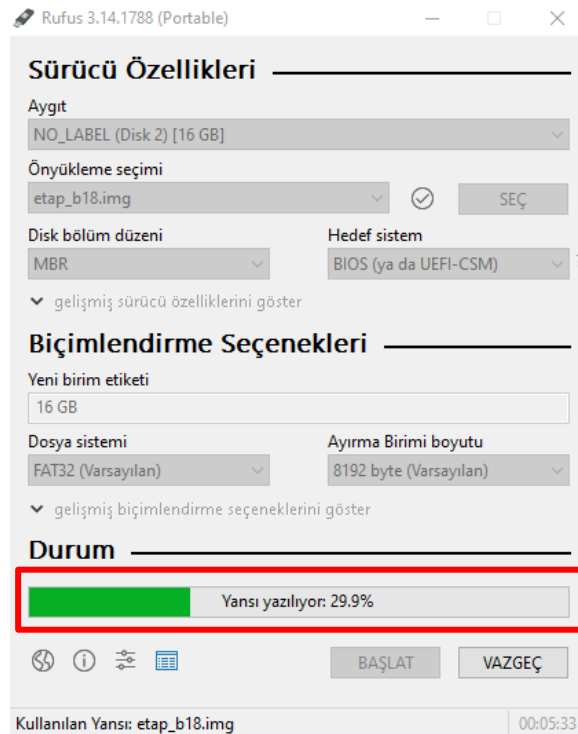 Rufus 3.14.1788 (Portable)
Sürücü Özellikleri
Aygıt
NO_LABEL (Disk 2) [16 GB]
Önyükleme seçimi
etap_b18.img
SEÇ
Disk bölüm düzeni
Hedef sistem
MBR
BIOS (ya da UEFI-CSM)
gelişmiş sürücü özelliklerini göster
Biçimlendirme Seçenekleri
Yeni birim etiketi
16 GB
Dosya sistemi
Ayırma Birimi boyutu
FAT32 (Varsayılan)
8192 byte (Varsayılan)
gelişmiş biçimlendirme seçeneklerini göster
Durum
Yansı yazılıyor: 29.9%
BAŞLAT
VAZGEÇ
Kullanılan Yansı: etap_b18.img
00:05:33